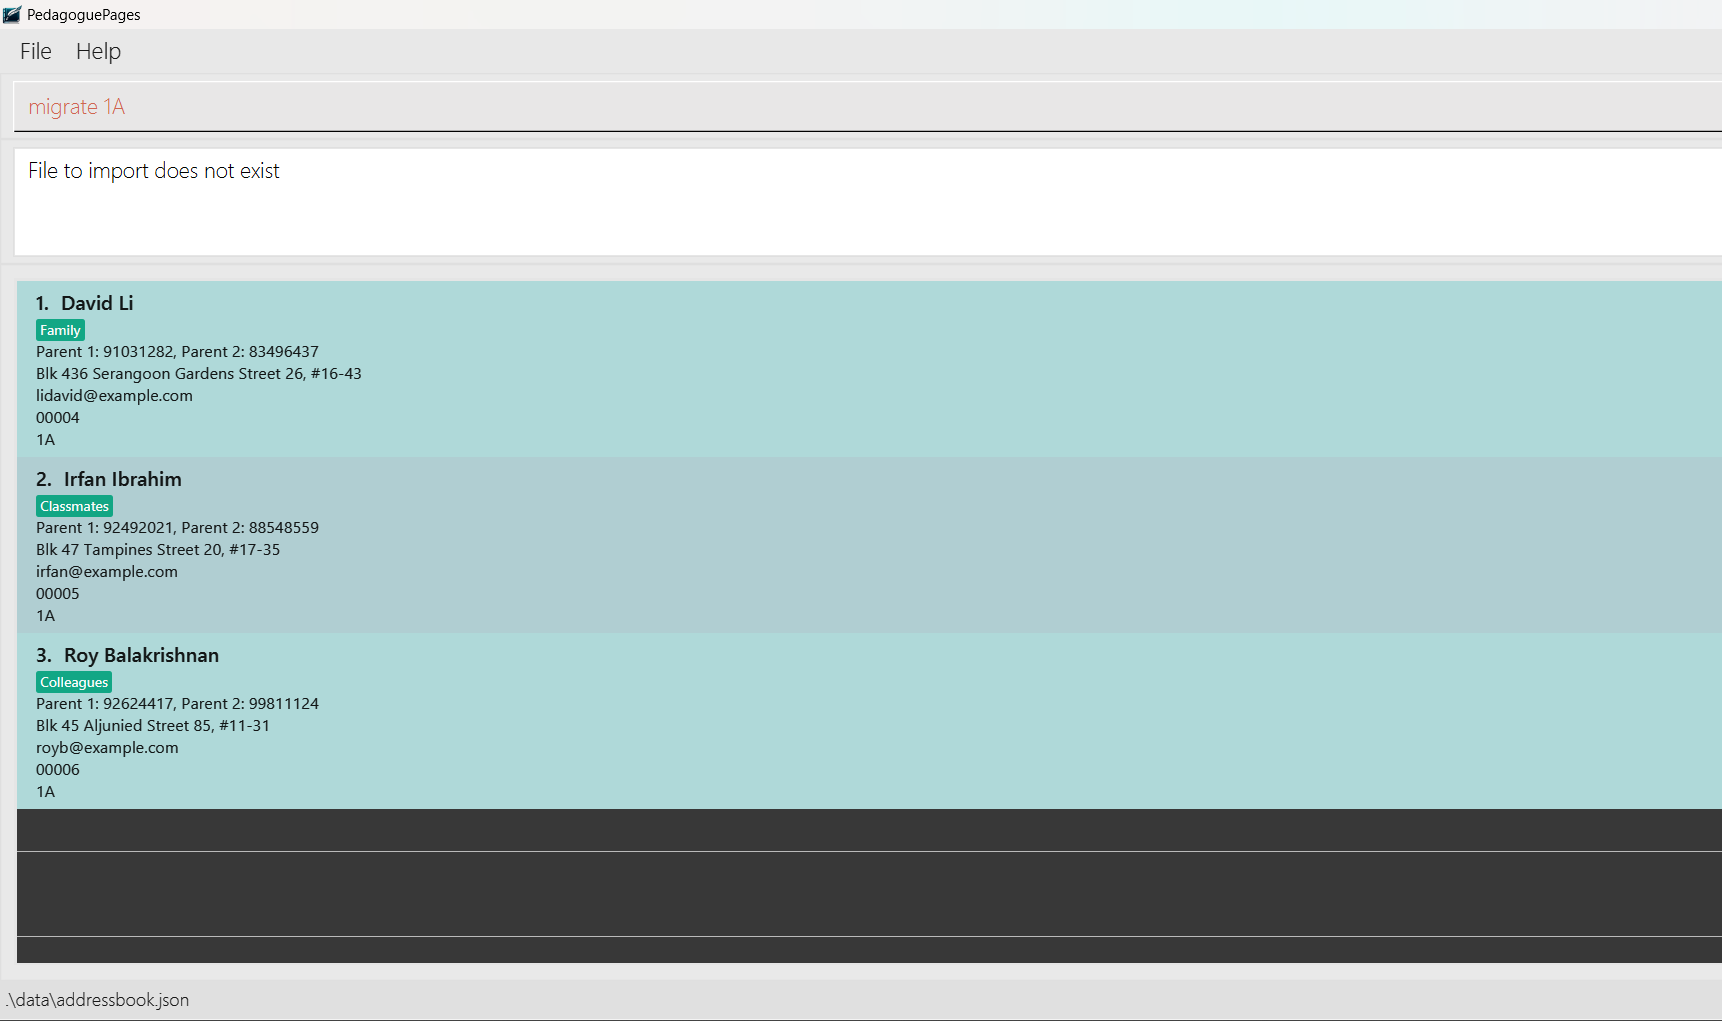 PedagoguePages
File Help
migrate 1A
File to import does not exist
1. David Li
Family
Parent 1: 91031282, Parent 2: 83496437
Blk 436 Serangoon Gardens Street 26, #16-43
lidavid@example.com
00004
1A
2. Irfan Ibrahim
Classmates
Parent 1: 92492021, Parent 2: 88548559
Blk 47 Tampines Street 20, #17-35
irfan@example.com
00005
1A
3. Roy Balakrishnan
Colleagues
Parent 1: 92624417, Parent 2: 99811124
Blk 45 Aljunied Street 85, #11-31
royb@example.com
00006
1A
.\data\addressbook.json